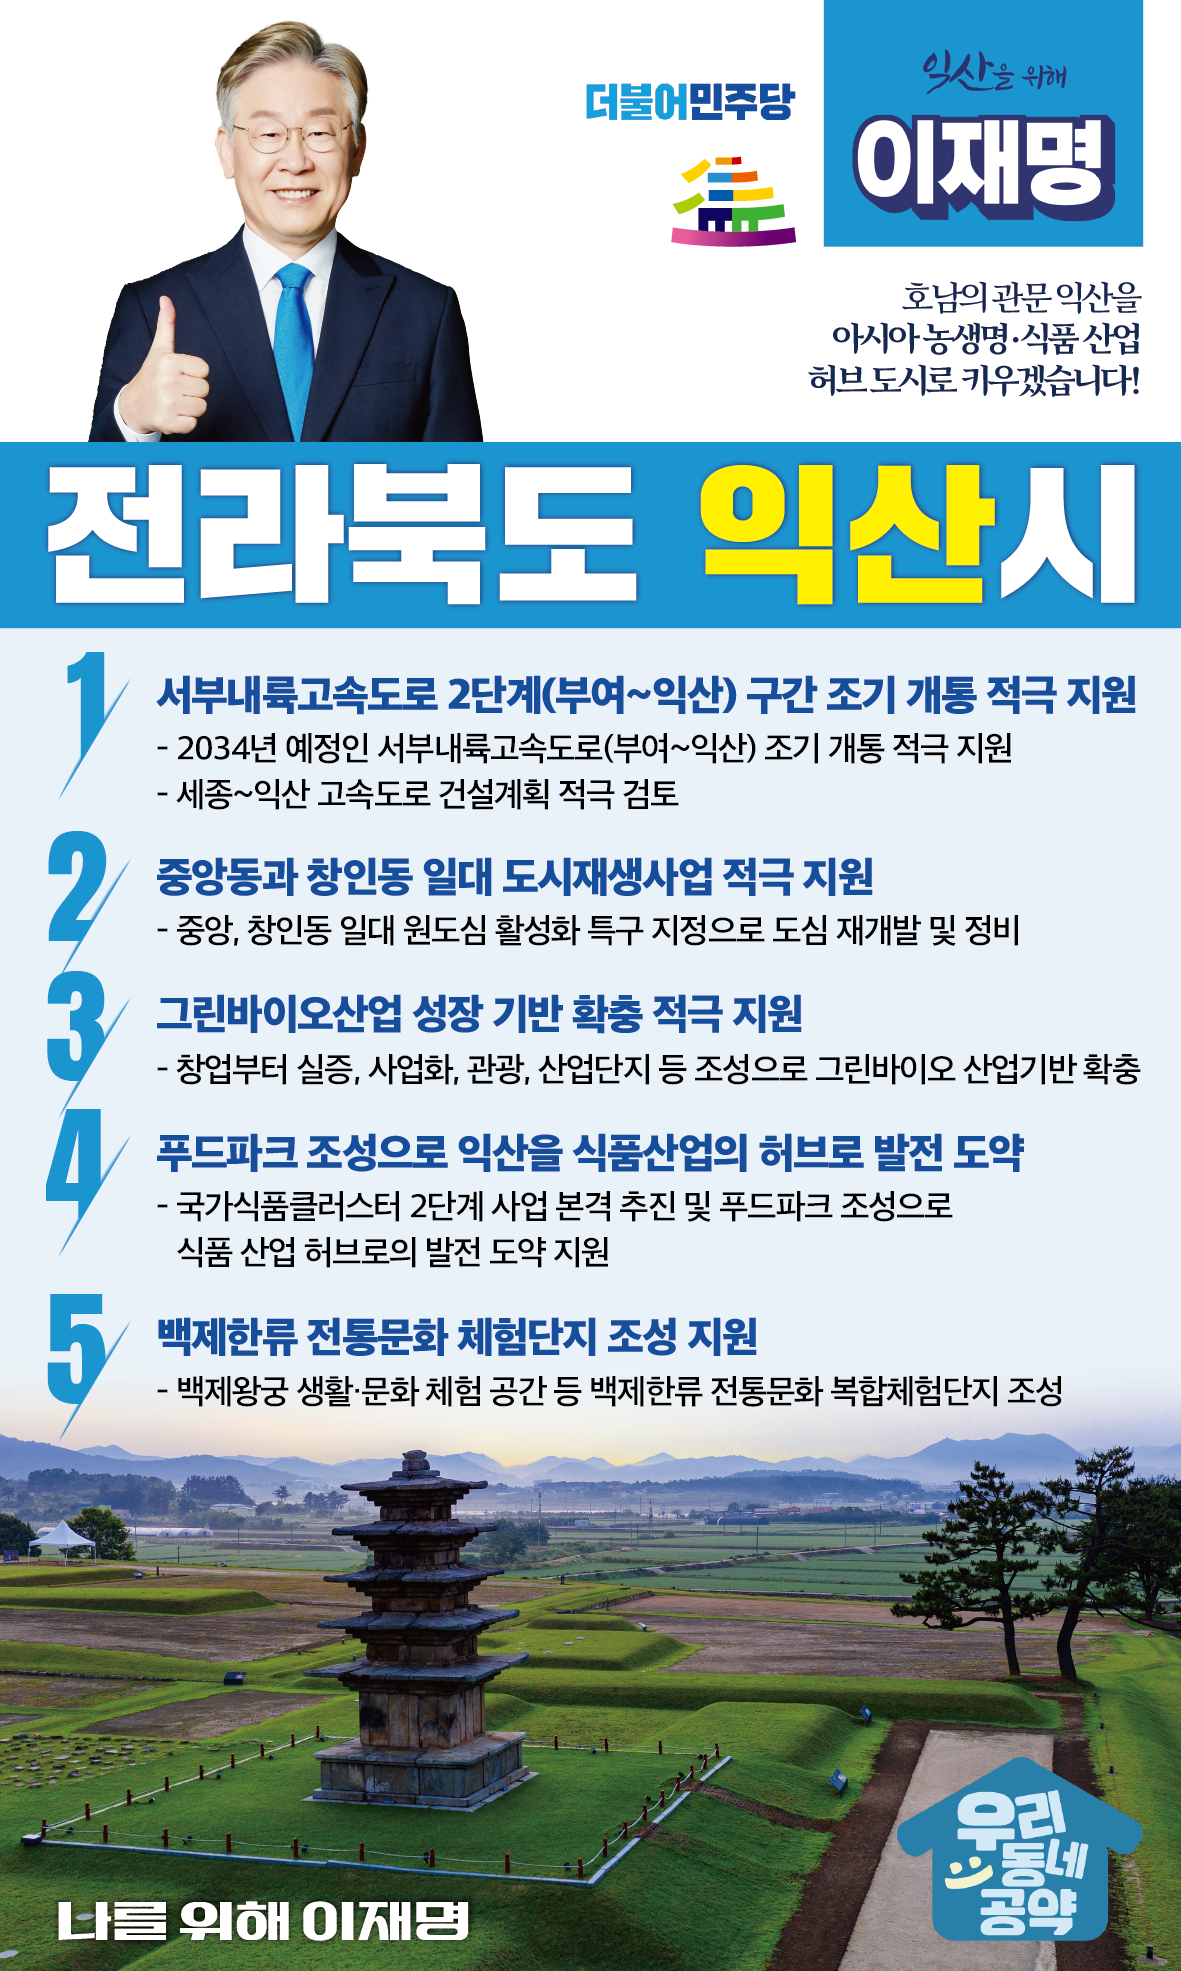 더불어민주당
익산을 위해
이재명
호남의 관문 익산을
아시아 농생명·식품 산업
허브 도시로 키우겠습니다!
전라북도 익산시
1 서부내륙고속도로 2단계(부여~익산) 구간 조기 개통 적극 지원
- 2034년 예정인 서부내륙고속도로(부여~익산) 조기 개통 적극 지원
- 세종~익산 고속도로 건설계획 적극 검토
2 중앙동과 창인동 일대 도시재생사업 적극 지원
- 중앙, 창인동 일대 원도심 활성화 특구 지정으로 도심 재개발 및 정비
3 그린바이오산업 성장 기반 확충 적극 지원
- 창업부터 실증, 사업화, 관광, 산업단지 등 조성으로 그린바이오 산업기반 확충
4 푸드파크 조성으로 익산을 식품산업의 허브로 발전 도약
- 국가식품클러스터 2단계 사업 본격 추진 및 푸드파크 조성으로
식품 산업 허브로의 발전 도약 지원
5 백제한류 전통문화 체험단지 조성 지원
- 백제왕궁 생활·문화 체험 공간 등 백제한류 전통문화 복합체험단지 조성
우리
동네
공약
나를 위해 이재명